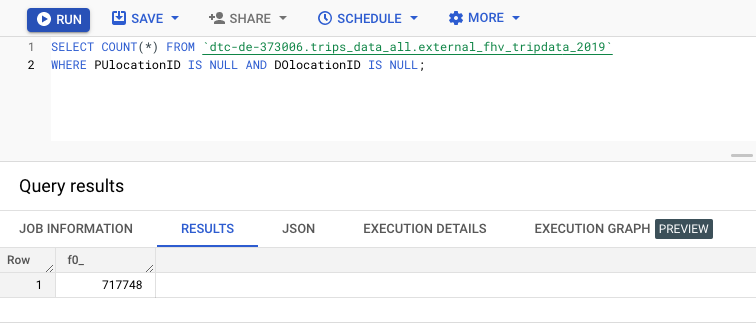 RUN SAVE SHARE SCHEDULE MORE
1 SELECT COUNT(*) FROM `dtc-de-373006.trips_data_all.external_fhv_tripdata_2019`
2 WHERE PUlocationID IS NULL AND DOlocationID IS NULL;
Query results
JOB INFORMATION RESULTS JSON EXECUTION DETAILS EXECUTION GRAPH PREVIEW
Row f0_
1 717748